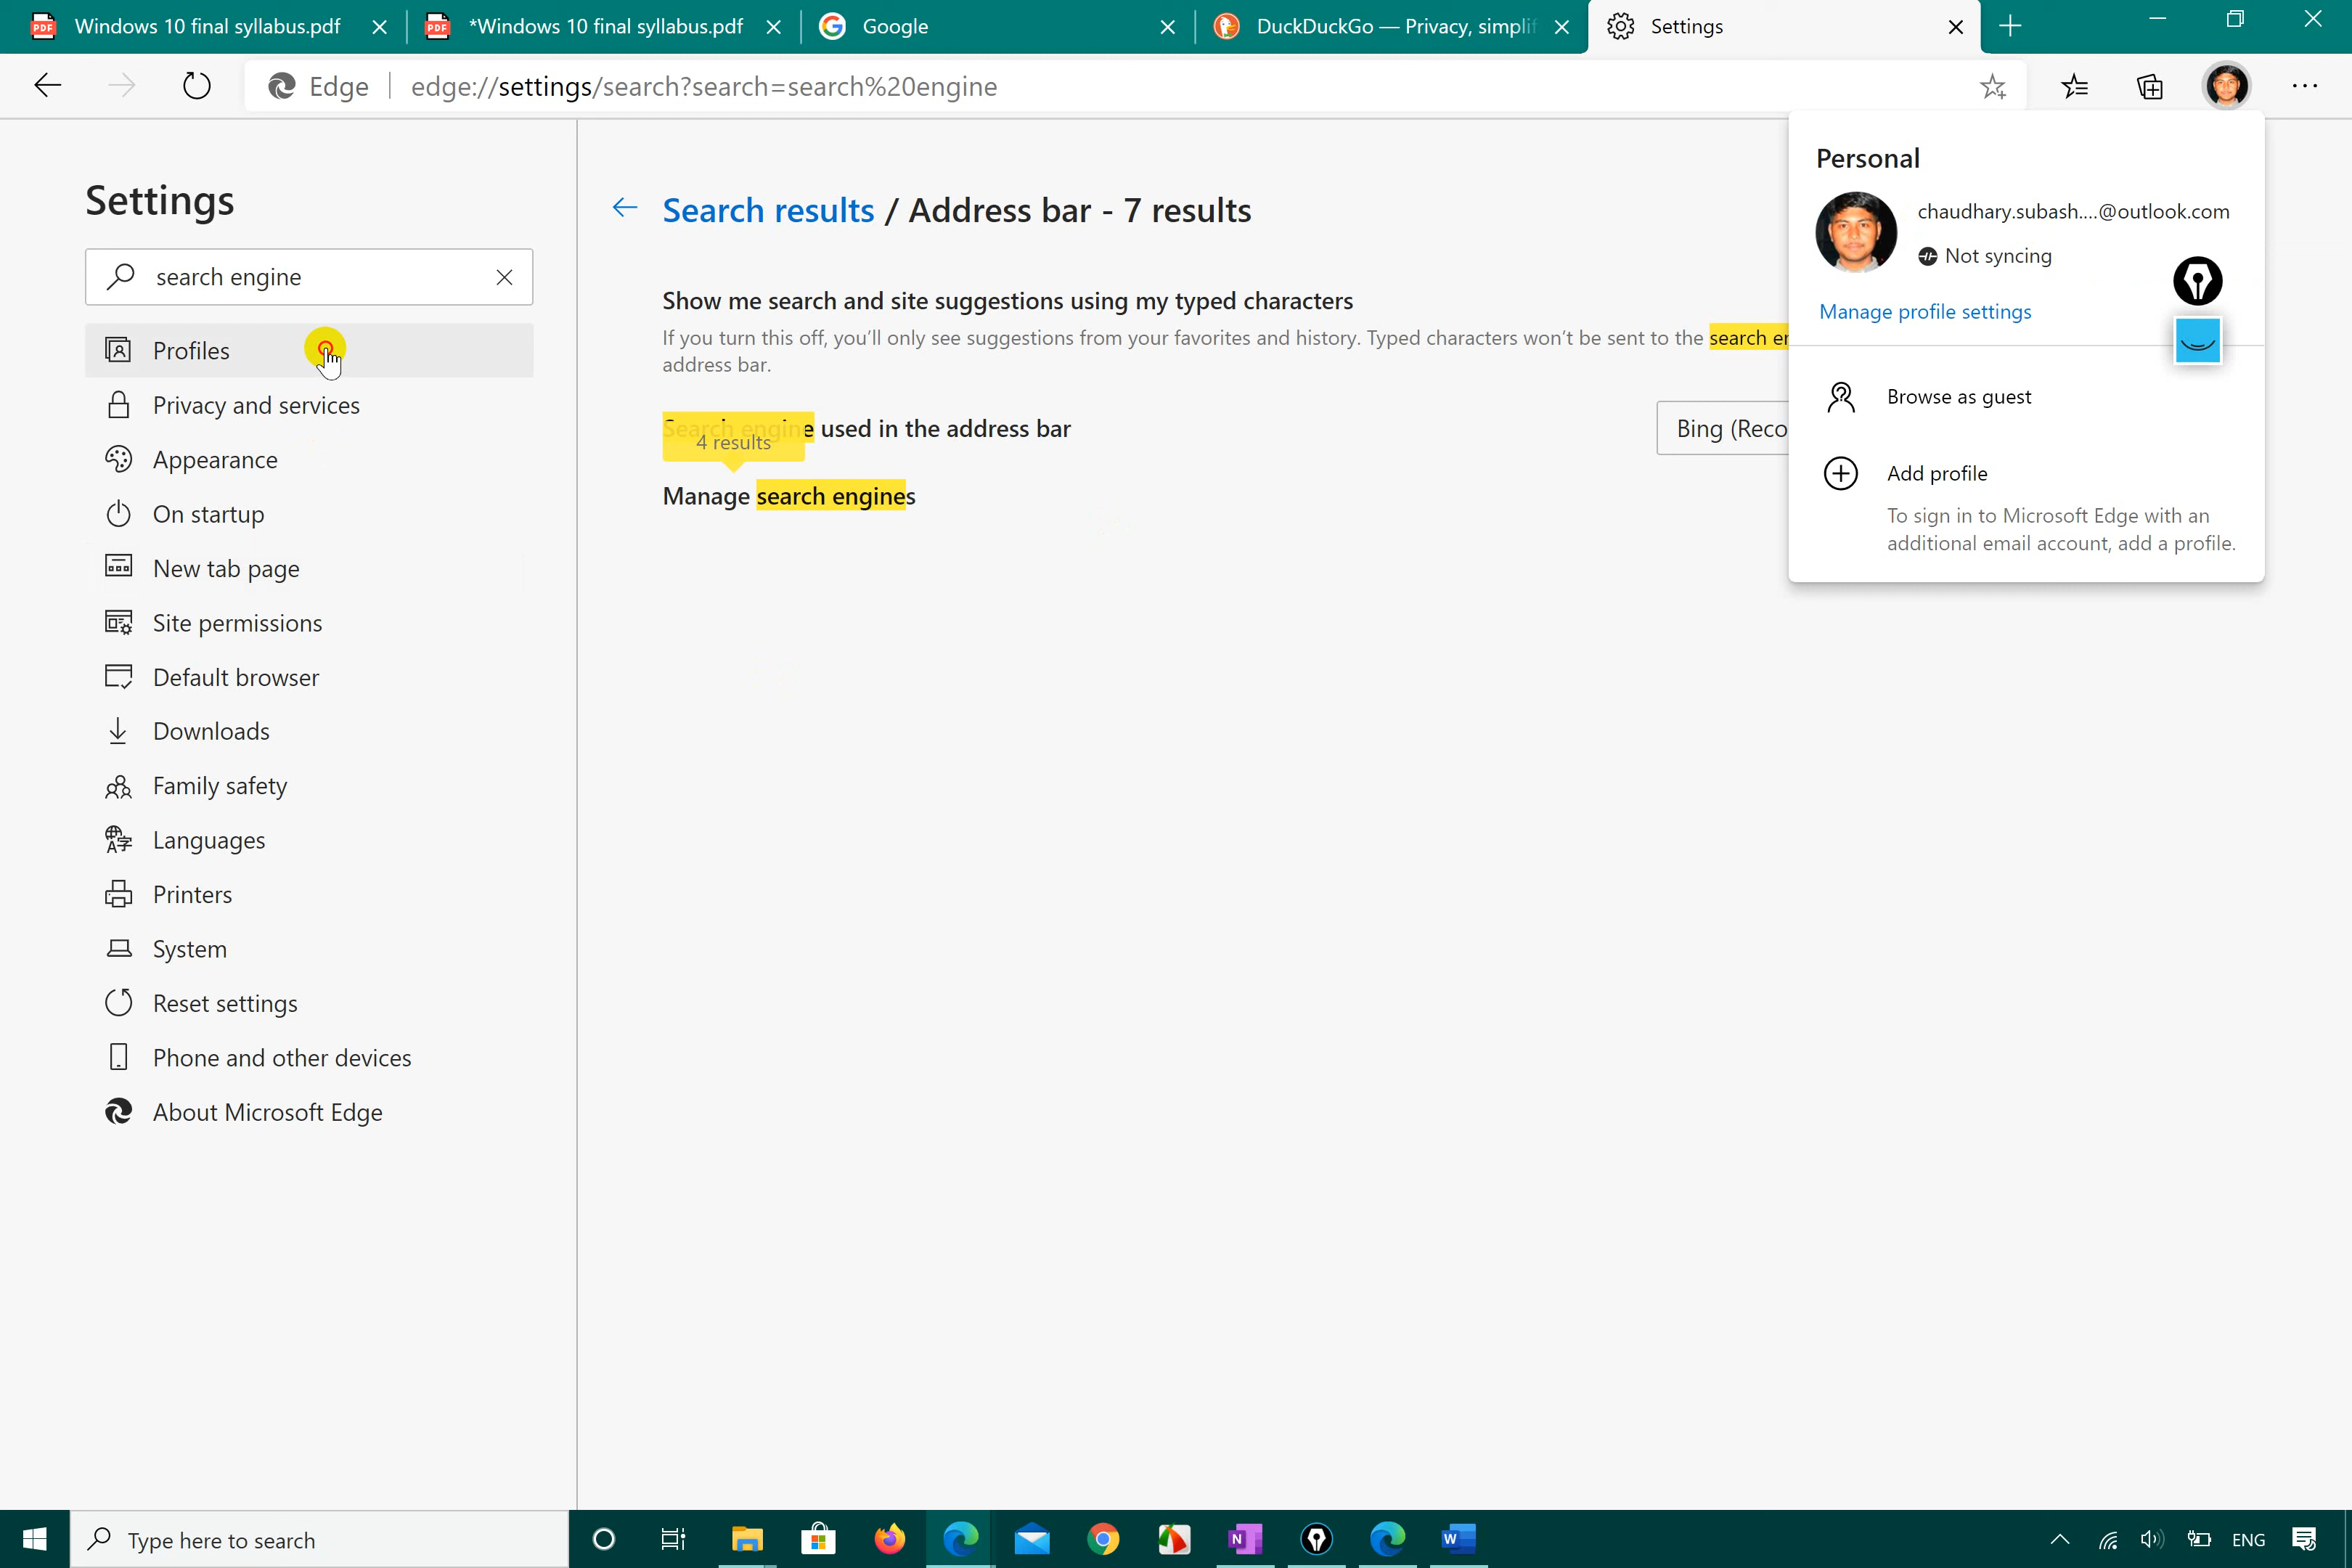 Windows 10 final syllabus.pdf
*Windows 10 final syllabus.pdf
Google
DuckDuckGo — Privacy, simplif
Settings
Edge
edge://settings/search?search=search%20engine
Settings
search engine
Profiles
Privacy and services
Appearance
On startup
New tab page
Site permissions
Default browser
Downloads
Family safety
Languages
Printers
System
Reset settings
Phone and other devices
About Microsoft Edge
Search results / Address bar - 7 results
Show me search and site suggestions using my typed characters
If you turn this off, you'll only see suggestions from your favorites and history. Typed characters won't be sent to the search en
address bar.
Search engine used in the address bar
Bing (Reco
4 results
Manage search engines
Personal
chaudhary.subash....@outlook.com
Not syncing
Manage profile settings
Browse as guest
Add profile
To sign in to Microsoft Edge with an
additional email account, add a profile.
Type here to search
ENG